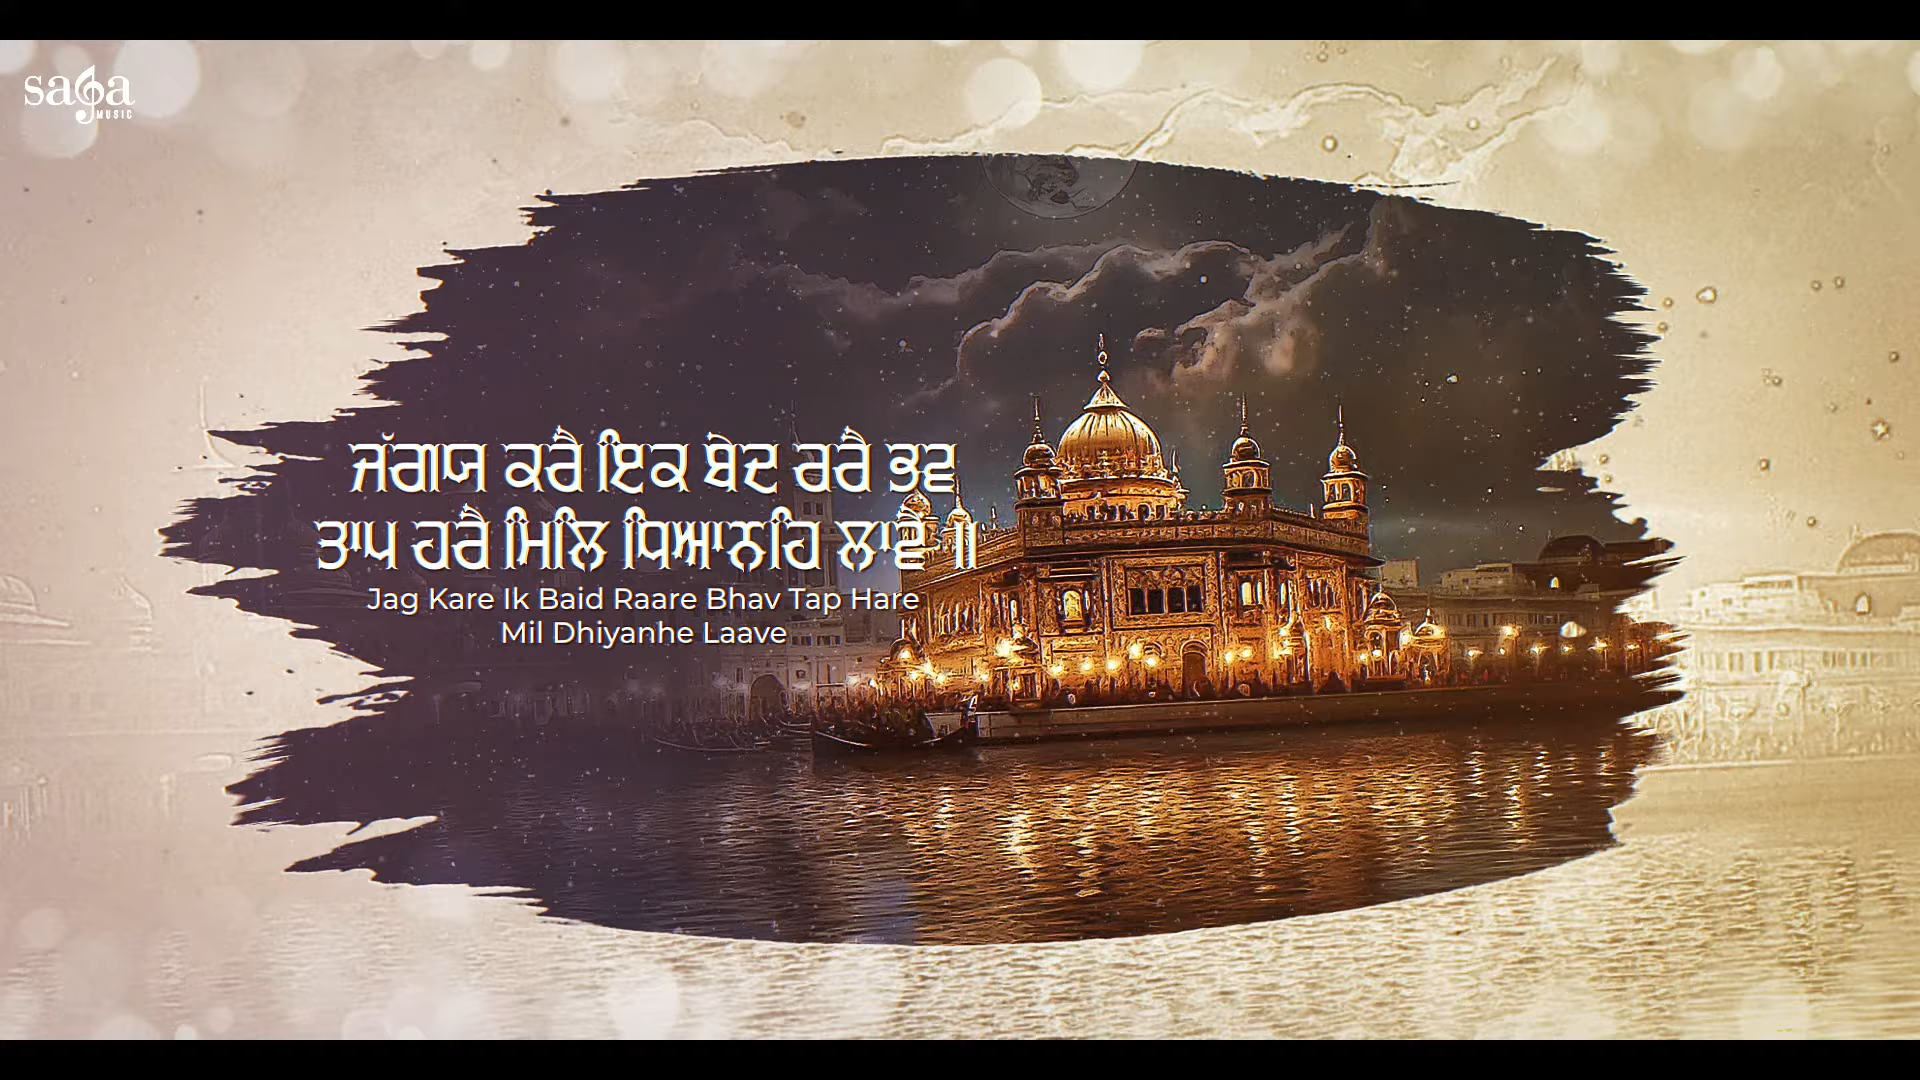 saga
MUSIC
ਜੱਗਯ ਕਰੈ ਇਕ ਬੇਦ ਰਰੈ ਭਵ
ਤਾਪ ਹਰੈ ਮਿਲਿ ਧਿਆਨਹਿ ਲਾਵੈ ॥
Jag Kare Ik Baid Raare Bhav Tap Hare
Mil Dhiyanhe Laave